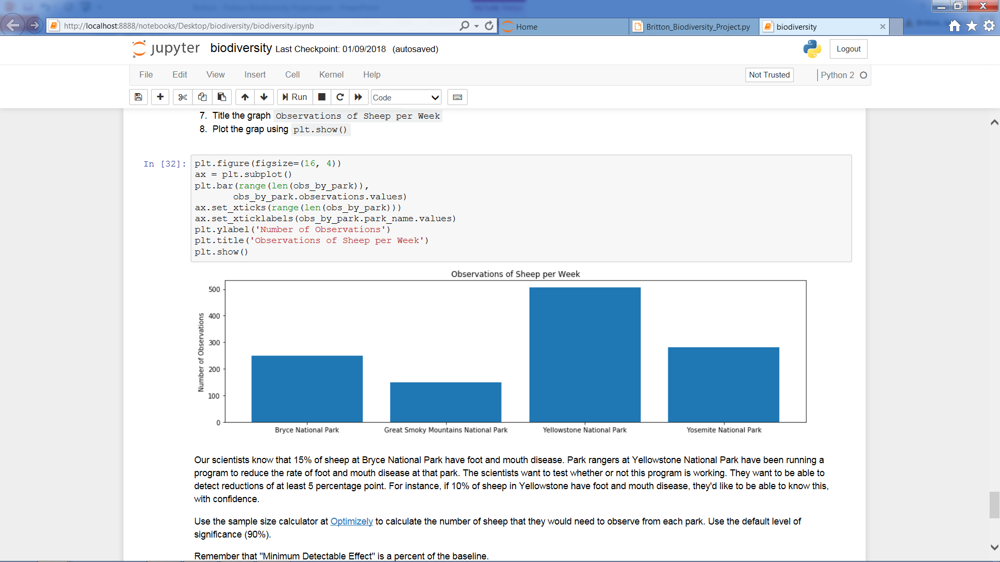 http://localhost:8888/notebooks/Desktop/biodiversity/biodiversity.ipynb
Home
Britton_Biodiversity_Project.py
biodiversity
jupyter biodiversity Last Checkpoint: 01/09/2018 (autosaved)
Logout
File Edit View Insert Cell Kernel Help
Not Trusted
Python 2
Run
Code
7. Title the graph Observations of Sheep per Week
8. Plot the grap using plt.show()
In [32]:
plt.figure(figsize=(16, 4))
ax = plt.subplot()
plt.bar(range(len(obs_by_park)),
obs_by_park.observations.values)
ax.set_xticks(range(len(obs_by_park)))
ax.set_xticklabels(obs_by_park.park_name.values)
plt.ylabel('Number of Observations')
plt.title('Observations of Sheep per Week')
plt.show()
Observations of Sheep per Week
Number of Observations
500
400
300
200
100
0
Bryce National Park
Great Smoky Mountains National Park
Yellowstone National Park
Yosemite National Park
Our scientists know that 15% of sheep at Bryce National Park have foot and mouth disease. Park rangers at Yellowstone National Park have been running a
program to reduce the rate of foot and mouth disease at that park. The scientists want to test whether or not this program is working. They want to be able to
detect reductions of at least 5 percentage point. For instance, if 10% of sheep in Yellowstone have foot and mouth disease, they'd like to be able to know this,
with confidence.
Use the sample size calculator at Optimizely to calculate the number of sheep that they would need to observe from each park. Use the default level of
significance (90%).
Remember that "Minimum Detectable Effect" is a percent of the baseline.